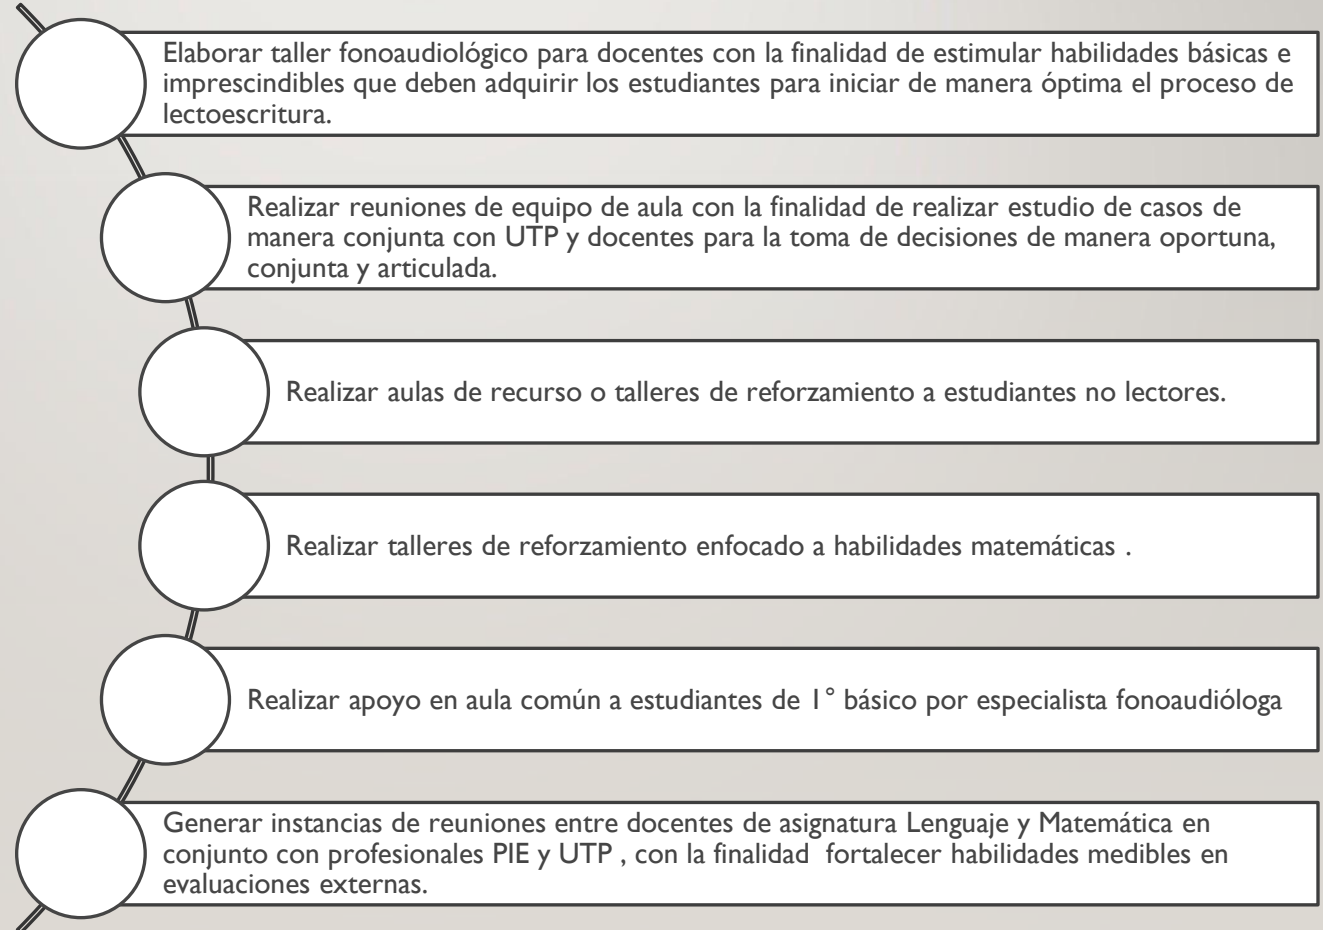 Elaborar taller fonoaudiológico para docentes con la finalidad de estimular habilidades básicas e
imprescindibles que deben adquirir los estudiantes para iniciar de manera óptima el proceso de
lectoescritura.
Realizar reuniones de equipo de aula con la finalidad de realizar estudio de casos de
manera conjunta con UTP y docentes para la toma de decisiones de manera oportuna,
conjunta y articulada.
Realizar aulas de recurso o talleres de reforzamiento a estudiantes no lectores.
Realizar talleres de reforzamiento enfocado a habilidades matemáticas .
Realizar apoyo en aula común a estudiantes de 1° básico por especialista fonoaudióloga
Generar instancias de reuniones entre docentes de asignatura Lenguaje y Matemática en
conjunto con profesionales PIE y UTP , con la finalidad  fortalecer habilidades medibles en
evaluaciones externas.